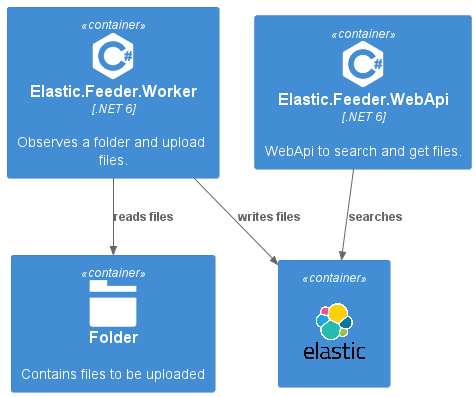 «container»
Elastic.Feeder.Worker
[.NET 6]
Observes a folder and upload
files.
«container»
Elastic.Feeder.WebApi
[.NET 6]
WebApi to search and get files.
reads files
writes files
searches
«container»
Folder
Contains files to be uploaded
«container»
elastic